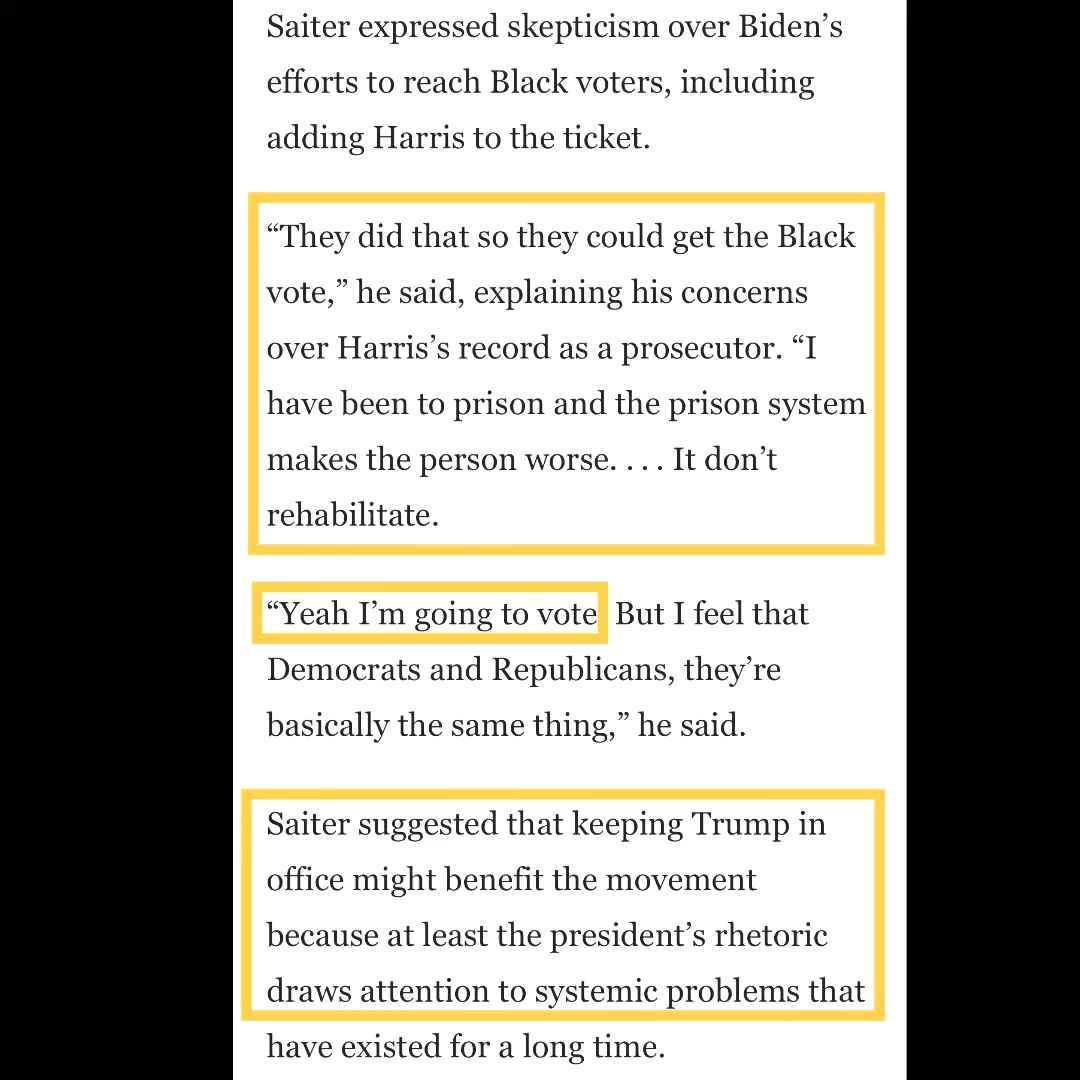 Saiter expressed skepticism over Biden’s
efforts to reach Black voters, including
adding Harris to the ticket.
“They did that so they could get the Black
vote,” he said, explaining his concerns
over Harris’s record as a prosecutor. “I
have been to prison and the prison system
makes the person worse. . . . It don’t
rehabilitate.
“Yeah I’m going to vote But I feel that
Democrats and Republicans, they’re
basically the same thing,” he said.
Saiter suggested that keeping Trump in
office might benefit the movement
because at least the president’s rhetoric
draws attention to systemic problems that
have existed for a long time.